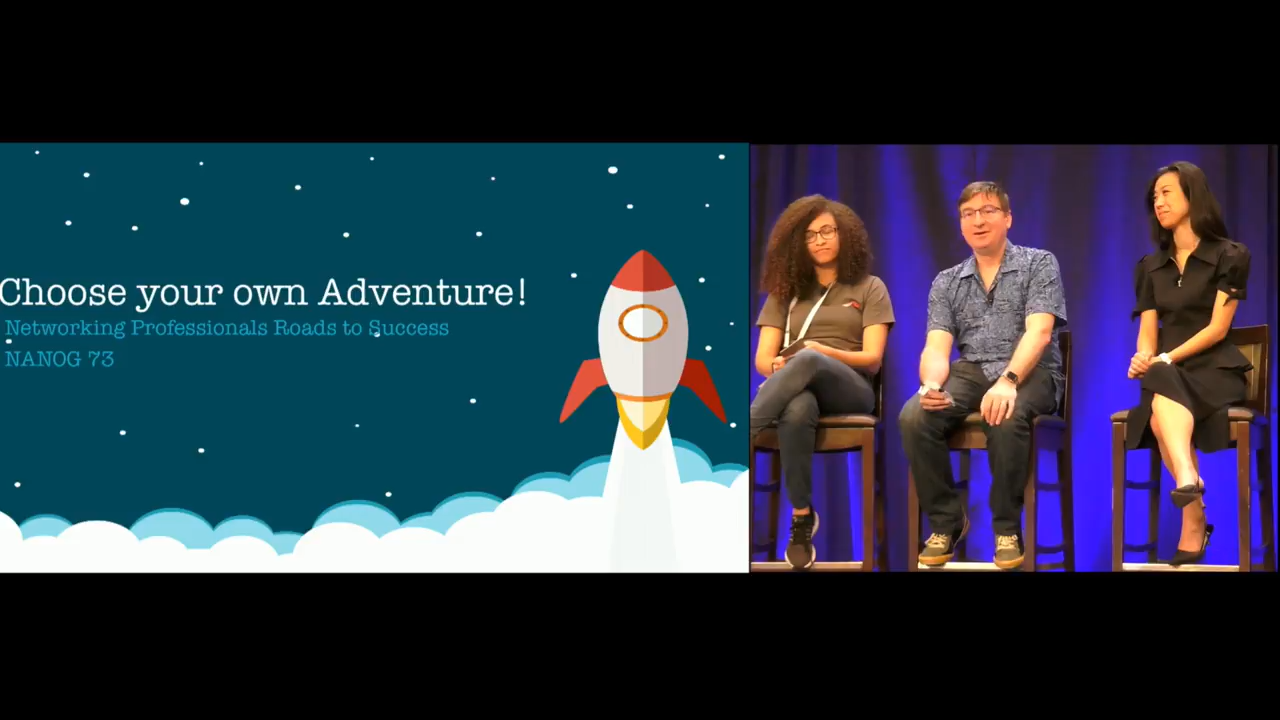 Choose your own Adventure!
Networking Professionals Roads to Success
NANOG 73